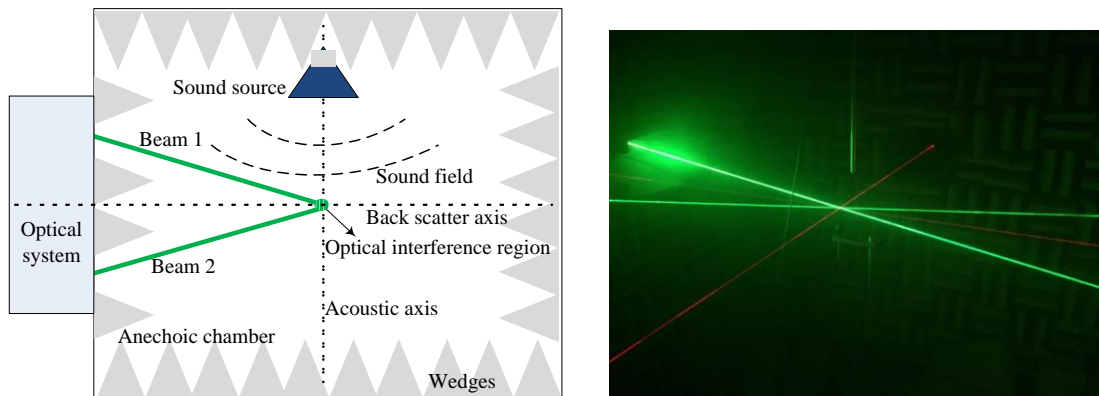 Sound source
Beam 1
Sound field
Back scatter axis
Optical
system
Optical interference region
Beam 2
Acoustic axis
Anechoic chamber
Wedges